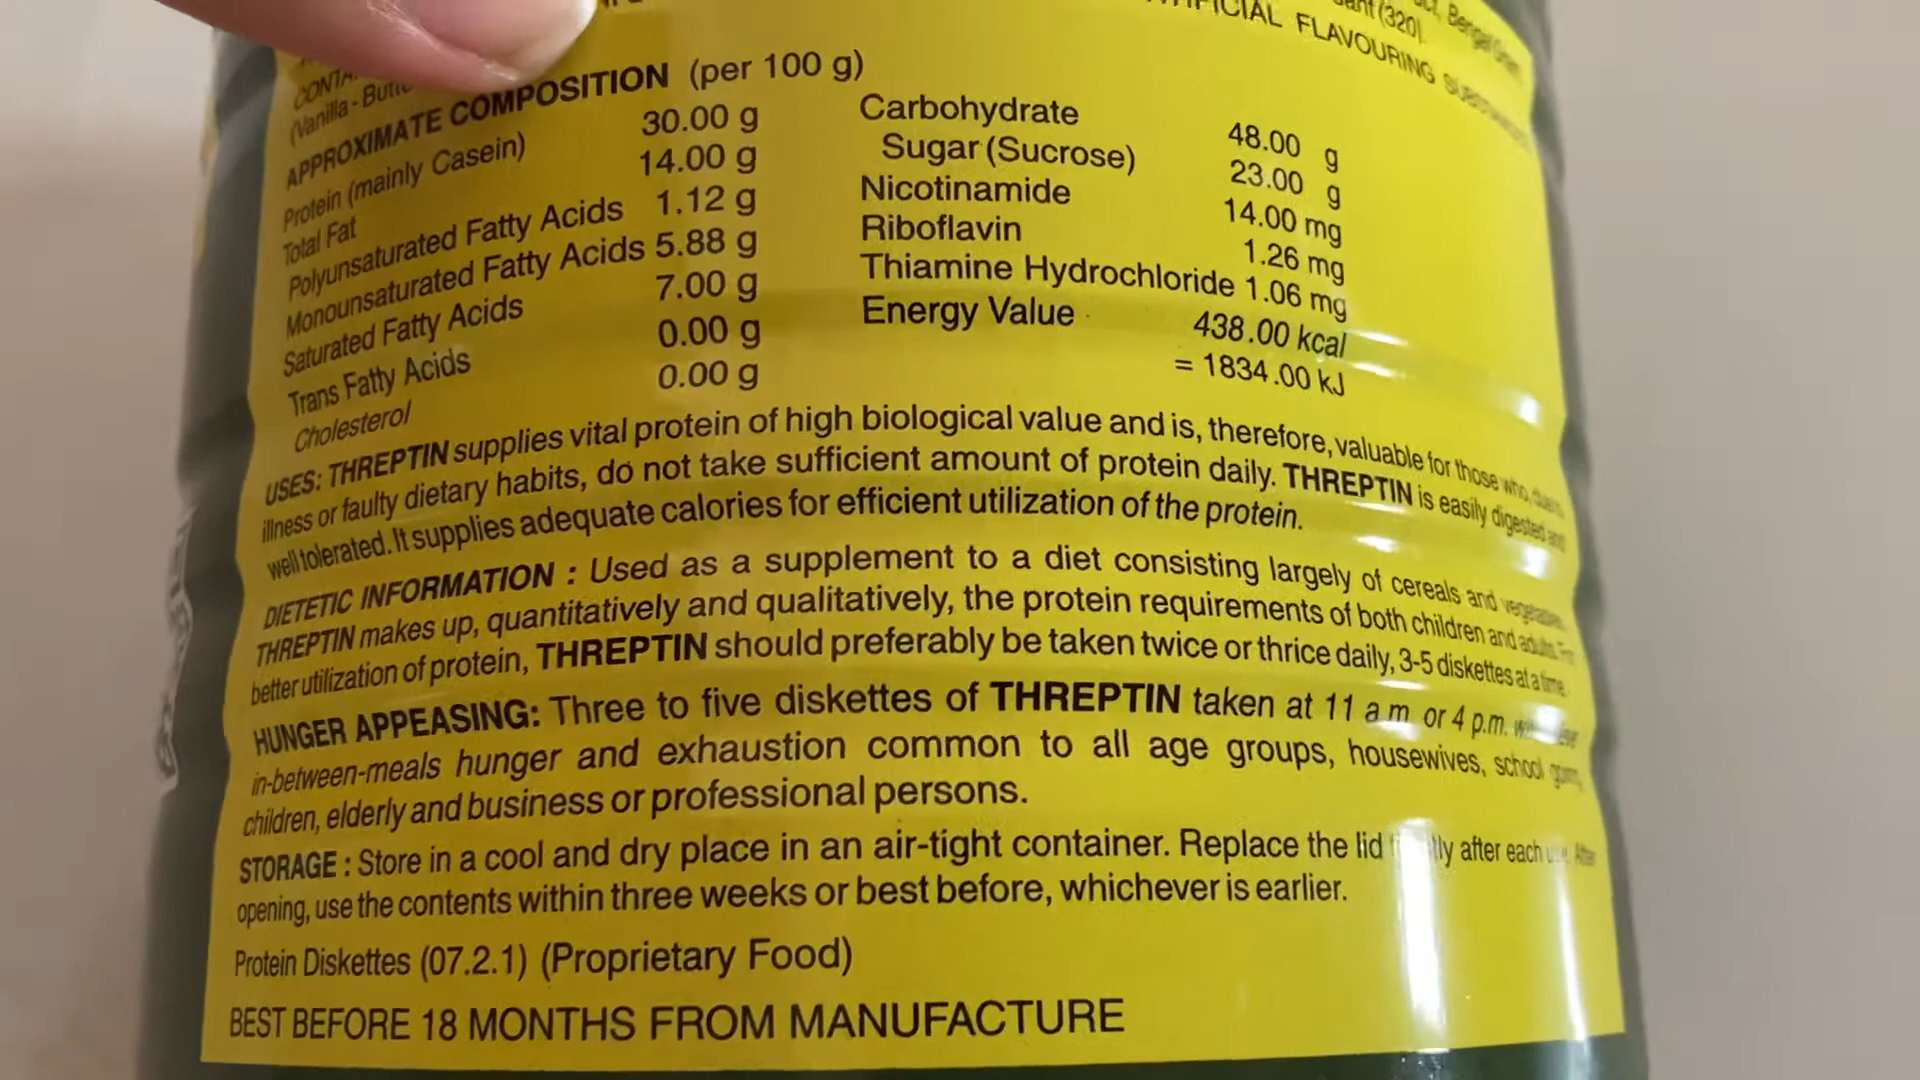 (320).
FLAVOURING
(Vanilla -
APPROXIMATE COMPOSITION (per 100 g)
Protein (mainly Casein) 30.00 g
Total Fat 14.00 g
Polyunsaturated Fatty Acids 1.12 g
Monounsaturated Fatty Acids 5.88 g
Saturated Fatty Acids 7.00 g
Trans Fatty Acids 0.00 g
Cholesterol 0.00 g
Carbohydrate 48.00 g
Sugar (Sucrose) 23.00 g
Nicotinamide 14.00 mg
Riboflavin 1.26 mg
Thiamine Hydrochloride 1.06 mg
Energy Value 438.00 kcal
= 1834.00 kJ
USES: THREPTIN supplies vital protein of high biological value and is, therefore, valuable for those who,
illness or faulty dietary habits, do not take sufficient amount of protein daily. THREPTIN is easily digested and
well tolerated. It supplies adequate calories for efficient utilization of the protein.
DIETETIC INFORMATION : Used as a supplement to a diet consisting largely of cereals and
THREPTIN makes up, quantitatively and qualitatively, the protein requirements of both children and adults. For
better utilization of protein, THREPTIN should preferably be taken twice or thrice daily, 3-5 diskettes at a time.
HUNGER APPEASING: Three to five diskettes of THREPTIN taken at 11 a m or 4 p.m.
in-between-meals hunger and exhaustion common to all age groups, housewives, school going
children, elderly and business or professional persons.
STORAGE : Store in a cool and dry place in an air-tight container. Replace the lid after each
opening, use the contents within three weeks or best before, whichever is earlier.
Protein Diskettes (07.2.1) (Proprietary Food)
BEST BEFORE 18 MONTHS FROM MANUFACTURE